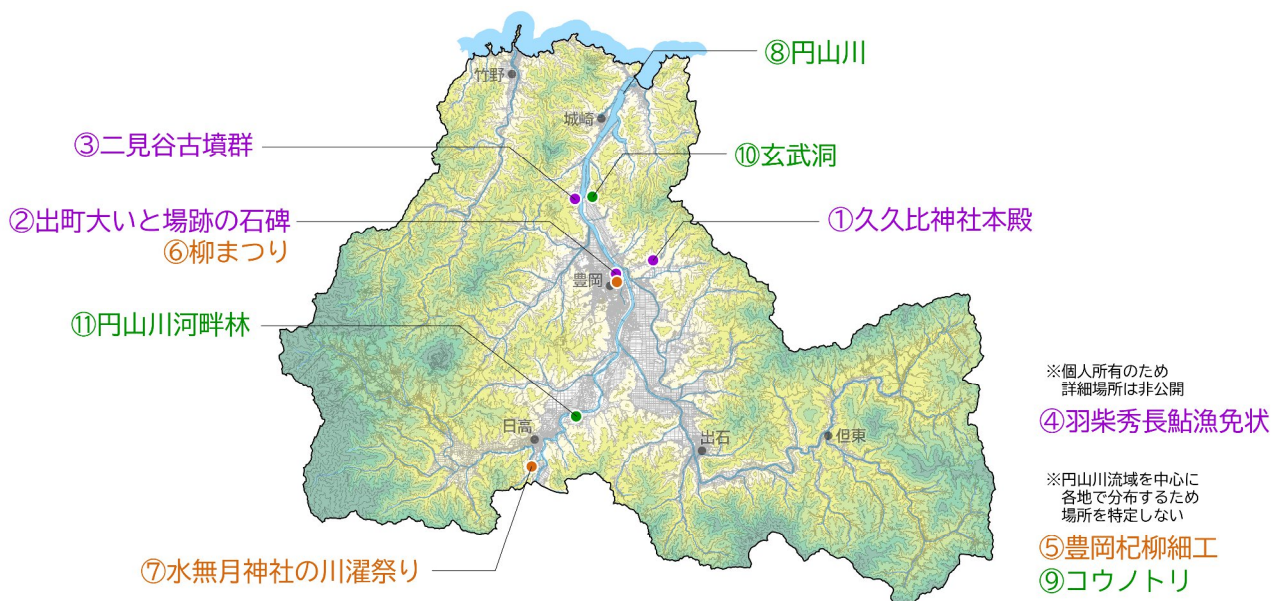 ⑧円山川
竹野
城崎
③二見谷古墳群
⑩玄武洞
②出町大いと場跡の石碑
①久久比神社本殿
⑥柳まつり
豊岡
⑪円山川河畔林
※個人所有のため
詳細場所は非公開
④羽柴秀長鮎漁免状
日高
出石
但東
※円山川流域を中心に
各地で分布するため
場所を特定しない
⑤豊岡杞柳細工
⑦水無月神社の川濯祭り
⑨コウノトリ